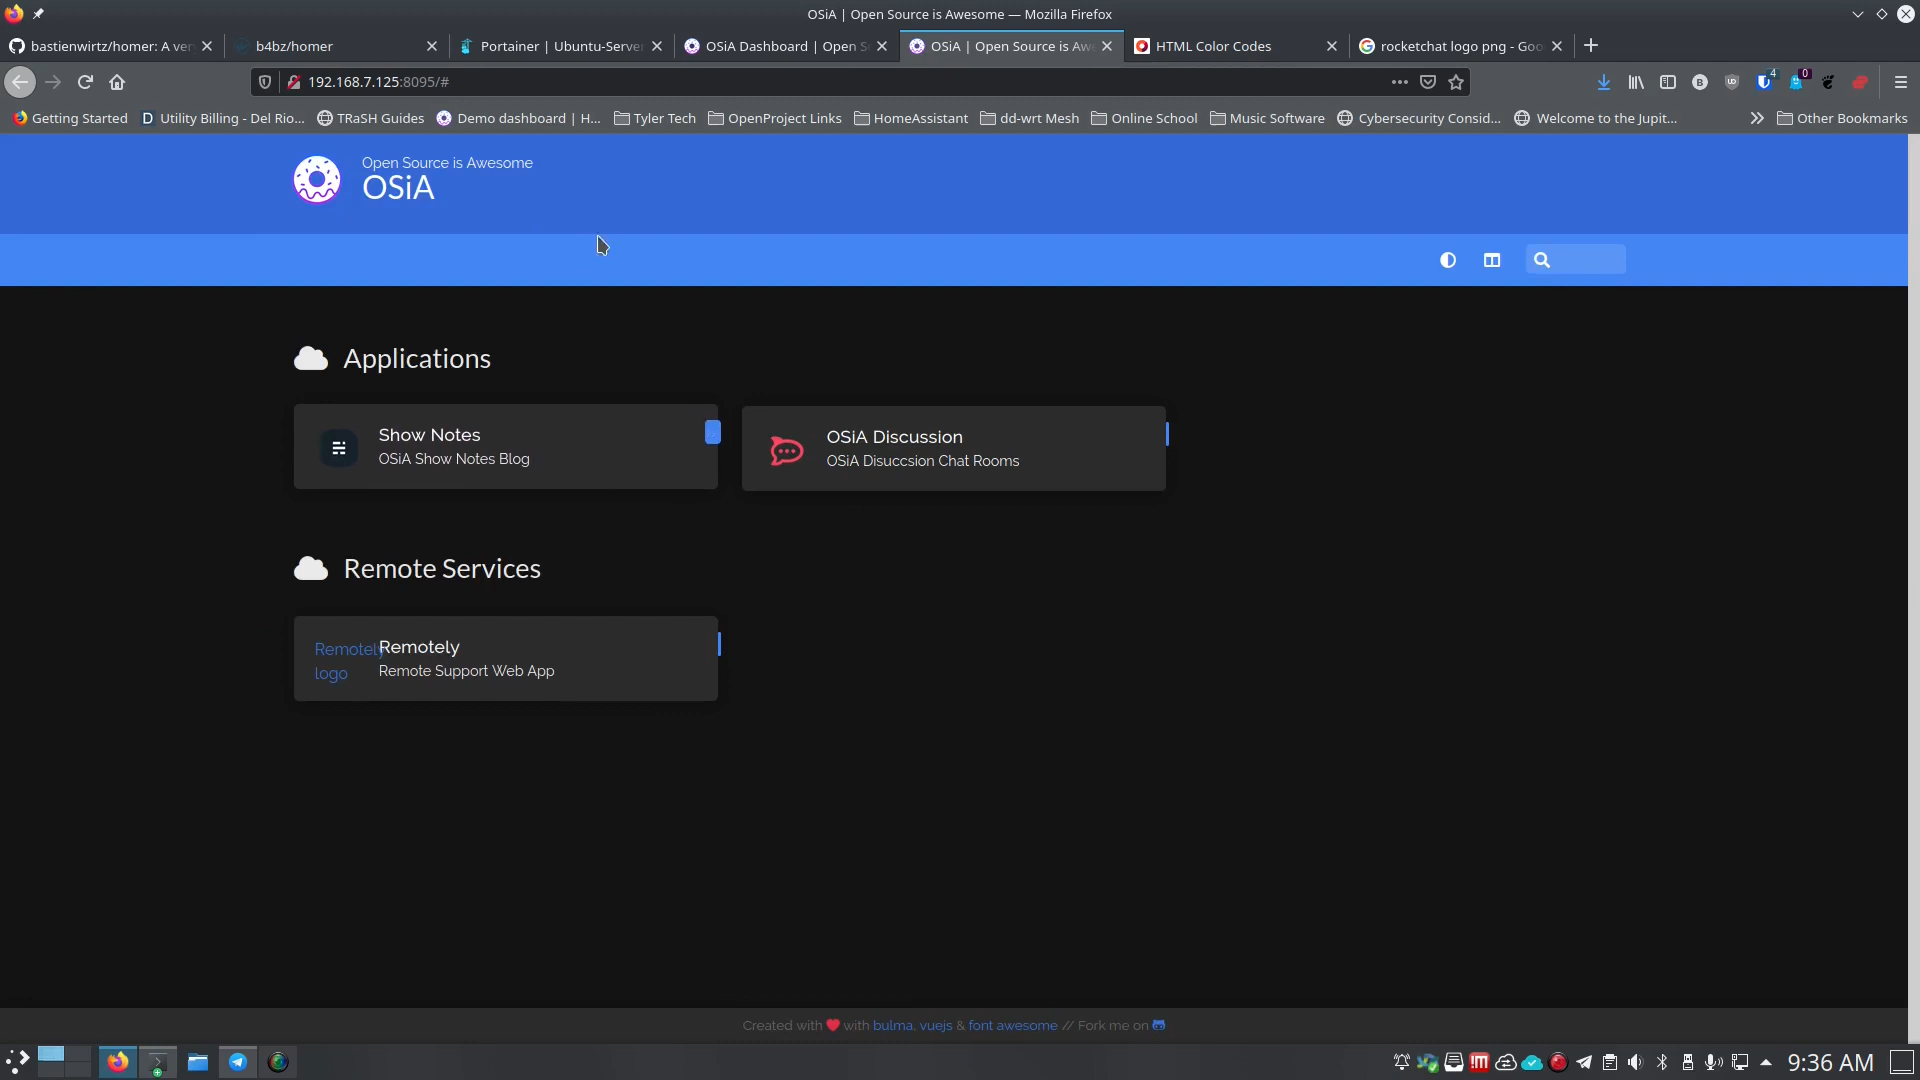 OSiA | Open Source is Awesome — Mozilla Firefox
bastienwirtz/homer: A ver
b4bz/homer
Portainer | Ubuntu-Server
OSiA Dashboard | Open S
OSiA | Open Source is Awe
HTML Color Codes
rocketchat logo png - Goo
192.168.7.125:8095/#
4
0
Getting Started
Utility Billing - Del Rio...
TRaSH Guides
Demo dashboard | H...
Tyler Tech
OpenProject Links
HomeAssistant
dd-wrt Mesh
Online School
Music Software
Cybersecurity Consid...
Welcome to the Jupit...
Other Bookmarks
Open Source is Awesome
OSiA
Applications
Show Notes
OSiA Show Notes Blog
OSiA Discussion
OSiA Disuccsion Chat Rooms
Remote Services
Remotely logo
Remotely
Remote Support Web App
Created with ❤️ with bulma, vuejs & font awesome // Fork me on
9:36 AM